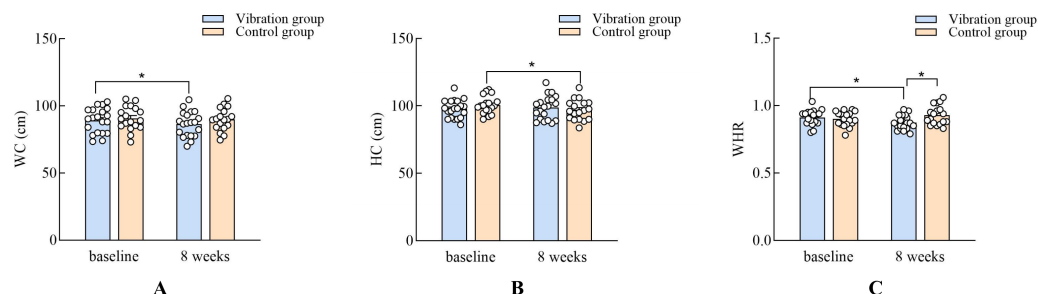 Vibration group
Control group
150
100
50
0
WC (cm)
*
baseline
8 weeks
A
Vibration group
Control group
150
100
50
0
HC (cm)
*
baseline
8 weeks
B
Vibration group
Control group
1.5
1.0
0.5
0.0
WHR
*
*
baseline
8 weeks
C